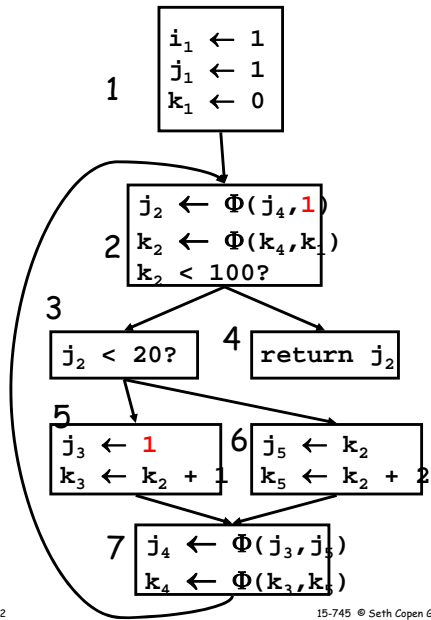 1
i₁ ← 1
j₁ ← 1
k₁ ← 0
2
j₂ ← Φ(j₄,1)
k₂ ← Φ(k₄,k₁)
k₂ < 100?
3
j₂ < 20?
4
return j₂
5
j₃ ← 1
k₃ ← k₂ + 1
6
j₅ ← k₂
k₅ ← k₂ + 2
7
j₄ ← Φ(j₃,j₅)
k₄ ← Φ(k₃,k₅)
2
15-745 © Seth Copen G